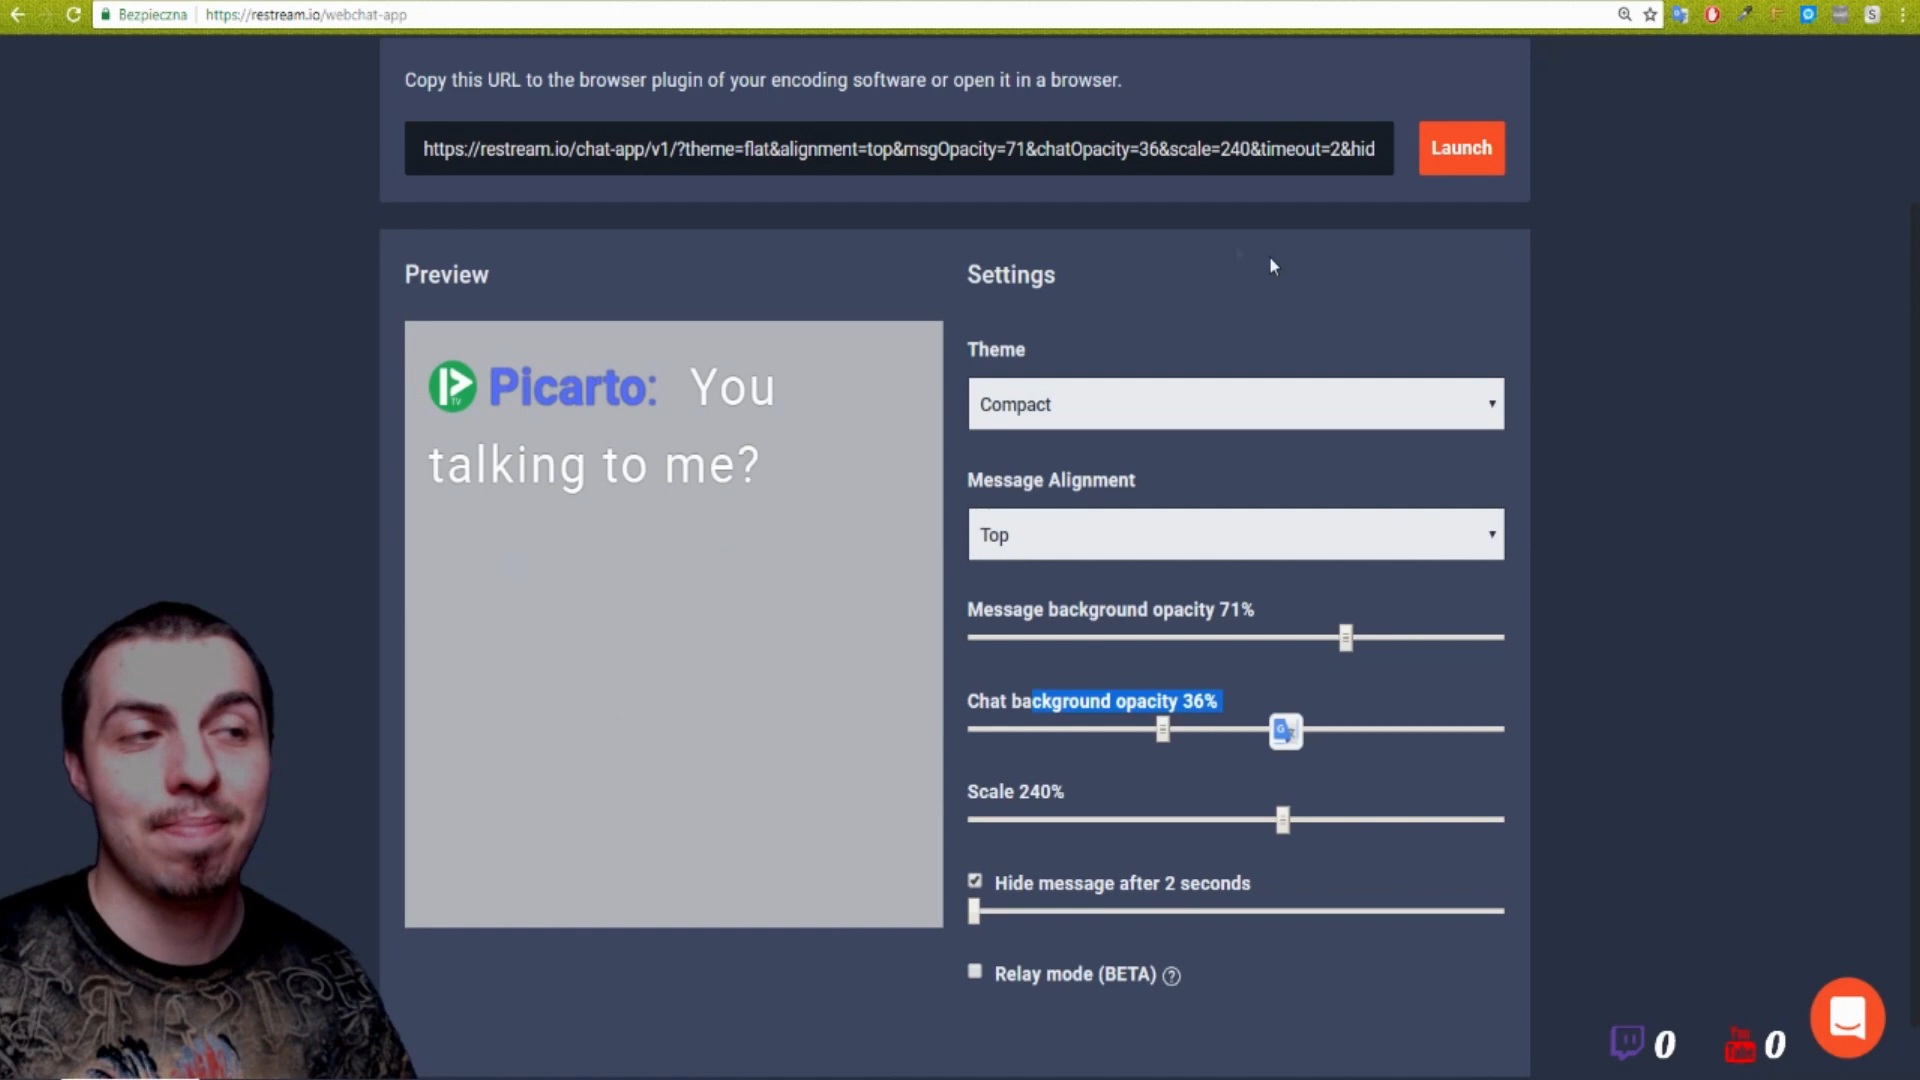 Bezpieczna https://restream.io/webchat-app
Copy this URL to the browser plugin of your encoding software or open it in a browser.
https://restream.io/chat-app/v1/?theme=flat&alignment=top&msgOpacity=71&chatOpacity=36&scale=240&timeout=2&hid
Launch
Preview
Settings
Theme
Compact
Picarto: You
talking to me?
Message Alignment
Top
Message background opacity 71%
Chat background opacity 36%
Scale 240%
Hide message after 2 seconds
Relay mode (BETA) ?
0 You Tube 0